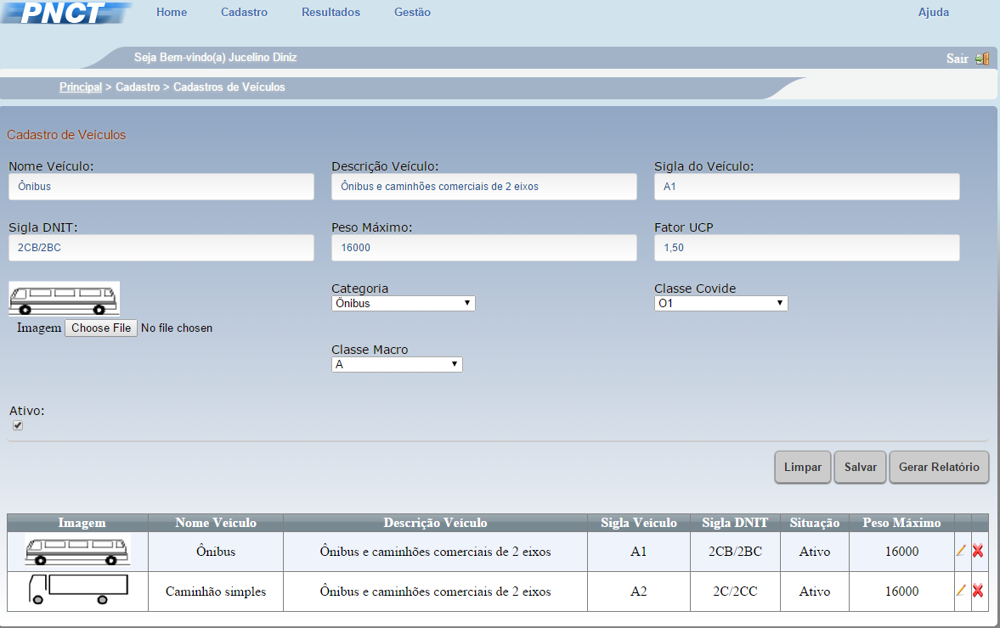 PNCT Home Cadastro Resultados Gestão Ajuda
Seja Bem-vindo(a) Jucelino Diniz Sair
Principal > Cadastro > Cadastros de Veículos
Cadastro de Veículos
Nome Veículo: Descrição Veículo: Sigla do Veículo:
Ônibus Ônibus e caminhões comerciais de 2 eixos A1
Sigla DNIT: Peso Máximo: Fator UCP
2CB/2BC 16000 1,50
Categoria Classe Covide
Ônibus O1
Imagem Choose File No file chosen
Classe Macro
A
Ativo:
Limpar Salvar Gerar Relatório
Imagem Nome Veículo Descrição Veículo Sigla Veículo Sigla DNIT Situação Peso Máximo
Ônibus Ônibus e caminhões comerciais de 2 eixos A1 2CB/2BC Ativo 16000
Caminhão simples Ônibus e caminhões comerciais de 2 eixos A2 2C/2CC Ativo 16000